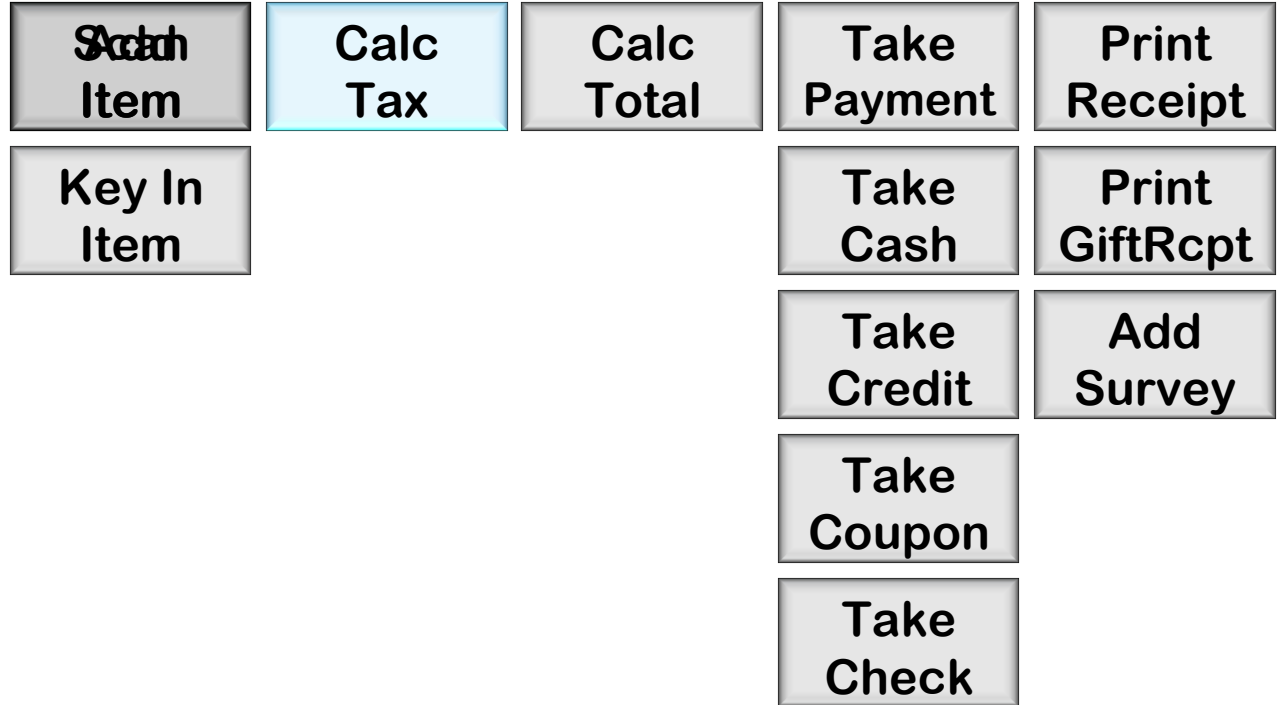 Item
Calc
Tax
Calc
Total
Take
Payment
Print
Receipt
Key In
Item
Take
Cash
Print
GiftRcpt
Take
Credit
Add
Survey
Take
Coupon
Take
Check